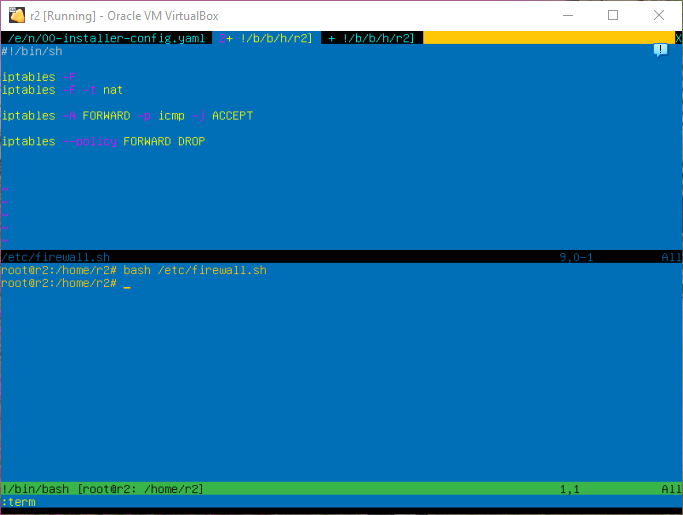 r2 [Running] - Oracle VM VirtualBox
/e/n/00-installer-config.yaml  2+ !/b/b/h/r2]  + !/b/b/h/r2] X
#!/bin/sh
iptables -F
iptables -F -t nat
iptables -A FORWARD -p icmp -j ACCEPT
iptables --policy FORWARD DROP
~
~
~
~
~
/etc/firewall.sh 9,0-1 All
root@r2:/home/r2# bash /etc/firewall.sh
root@r2:/home/r2# _
!/bin/bash [root@r2: /home/r2] 1,1 All
:term